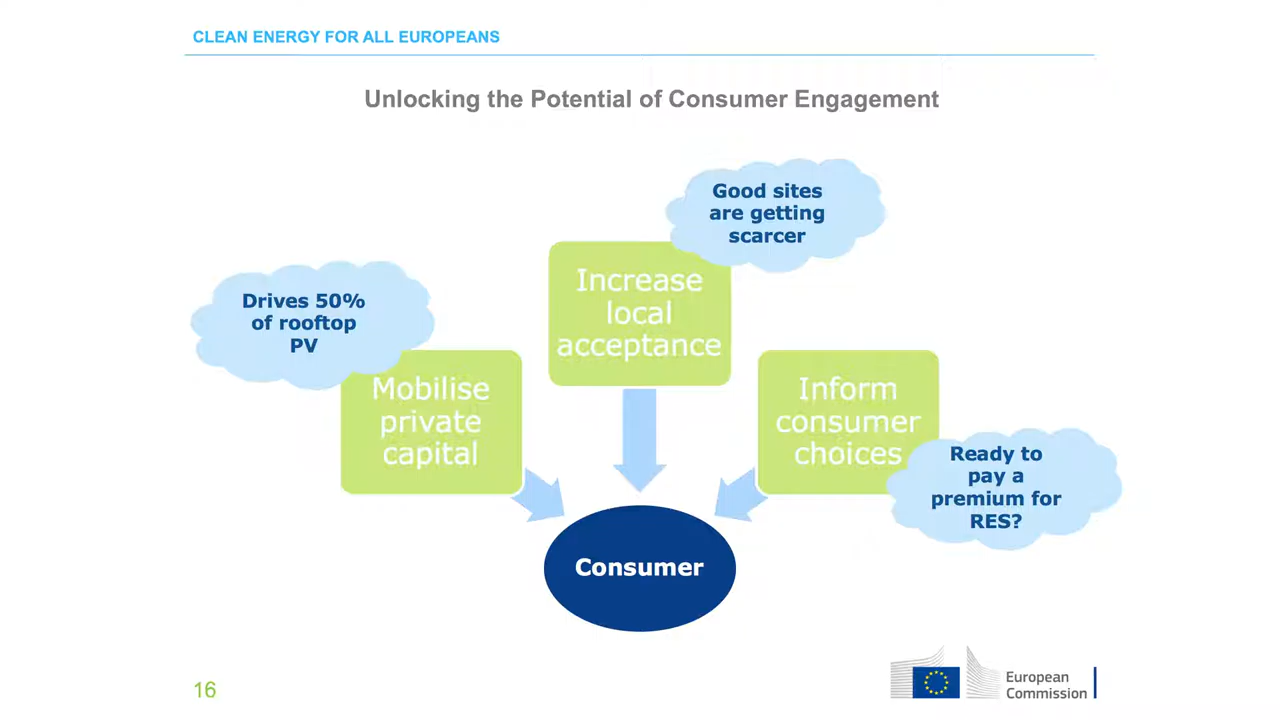 CLEAN ENERGY FOR ALL EUROPEANS
Unlocking the Potential of Consumer Engagement
Good sites
are getting
scarcer
Increase
local
acceptance
Drives 50%
of rooftop
PV
Mobilise
private
capital
Inform
consumer
choices
Ready to
pay a
premium for
RES?
Consumer
16
European
Commission